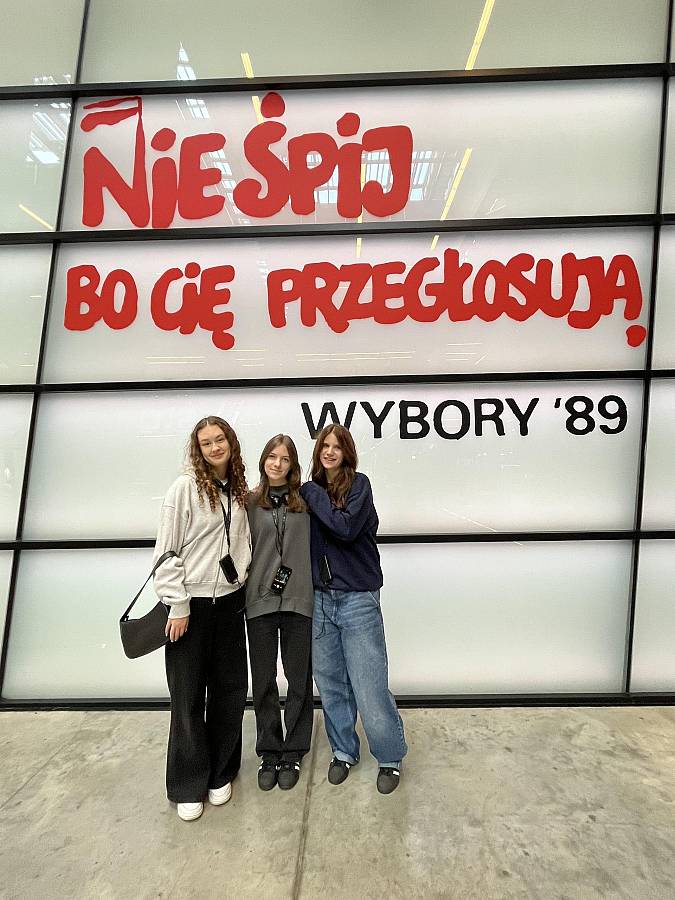 NiE ŚPiJ
BO CiĘ PRZEGŁOSUJĄ
WYBORY '89